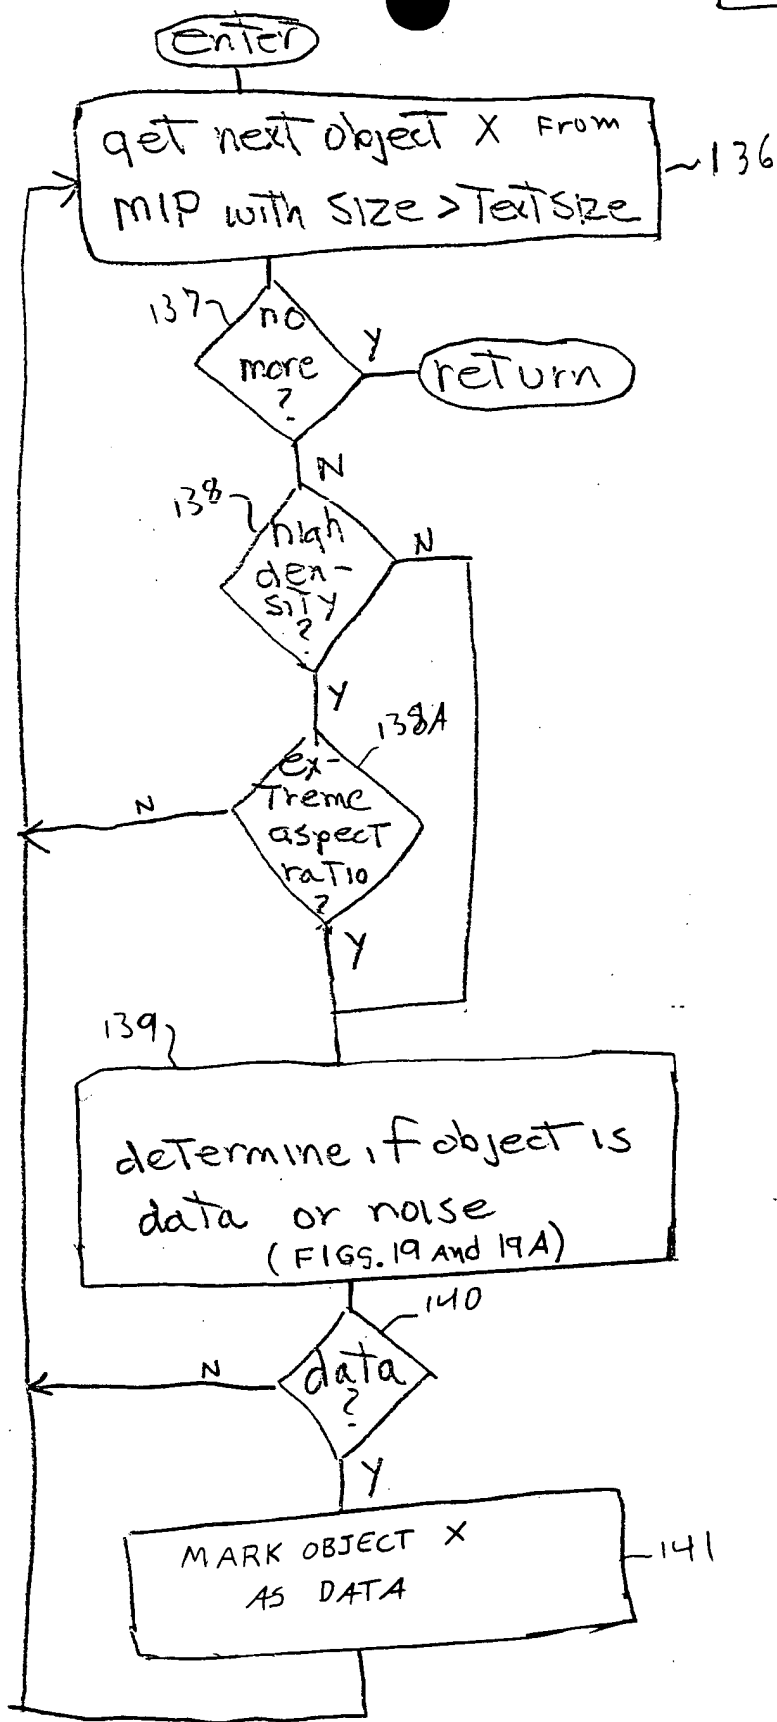 enter
get next object X From
MIP with size > TextSize
136
137
no
more
?
Y
return
N
138
high
den-
sity
?
N
Y
138A
ex-
treme
aspect
ratio
?
N
Y
139
determine if object is
data or noise
(FIGS. 19 And 19A)
140
data
?
N
Y
MARK OBJECT X
AS DATA
141